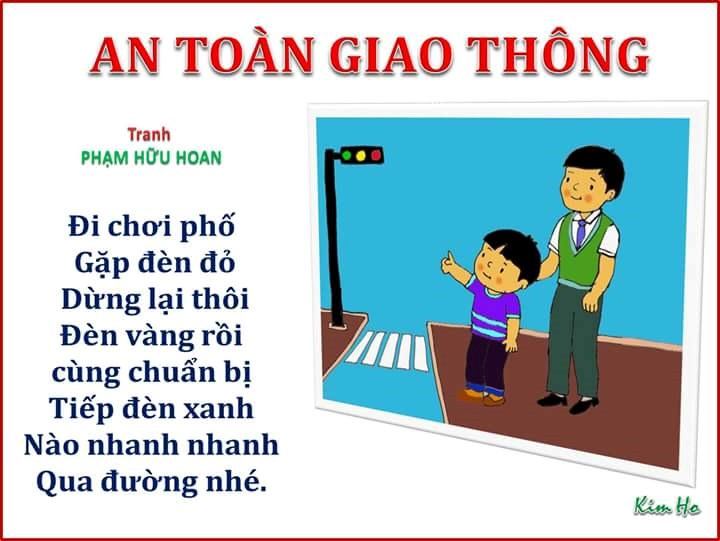 AN TOÀN GIAO THÔNG
Tranh
PHẠM HỮU HOAN
Đi chơi phố
Gặp đèn đỏ
Dừng lại thôi
Đèn vàng rồi
cùng chuẩn bị
Tiếp đèn xanh
Nào nhanh nhanh
Qua đường nhé.
Kim Ho